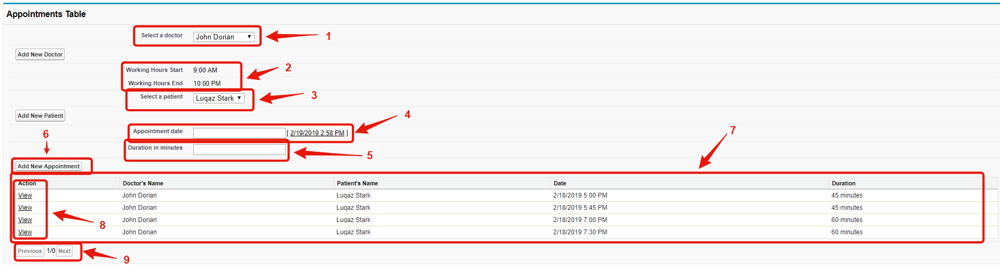 Appointments Table
Select a doctor John Dorian 1
Add New Doctor
Working Hours Start 9:00 AM 2
Working Hours End 10:00 PM
Select a patient Luqaz Stark 3
Add New Patient 4
Appointment date [ 2/19/2019 2:58 PM ] 6 7
Duration in minutes 5
Add New Appointment
Action Doctor's Name Patient's Name Date Duration
View John Dorian Luqaz Stark 2/18/2019 5:00 PM 45 minutes
View John Dorian Luqaz Stark 2/18/2019 5:45 PM 45 minutes
View John Dorian Luqaz Stark 2/18/2019 7:00 PM 60 minutes
8
View John Dorian Luqaz Stark 2/18/2019 7:30 PM 60 minutes
Previous 1/0 Next
9